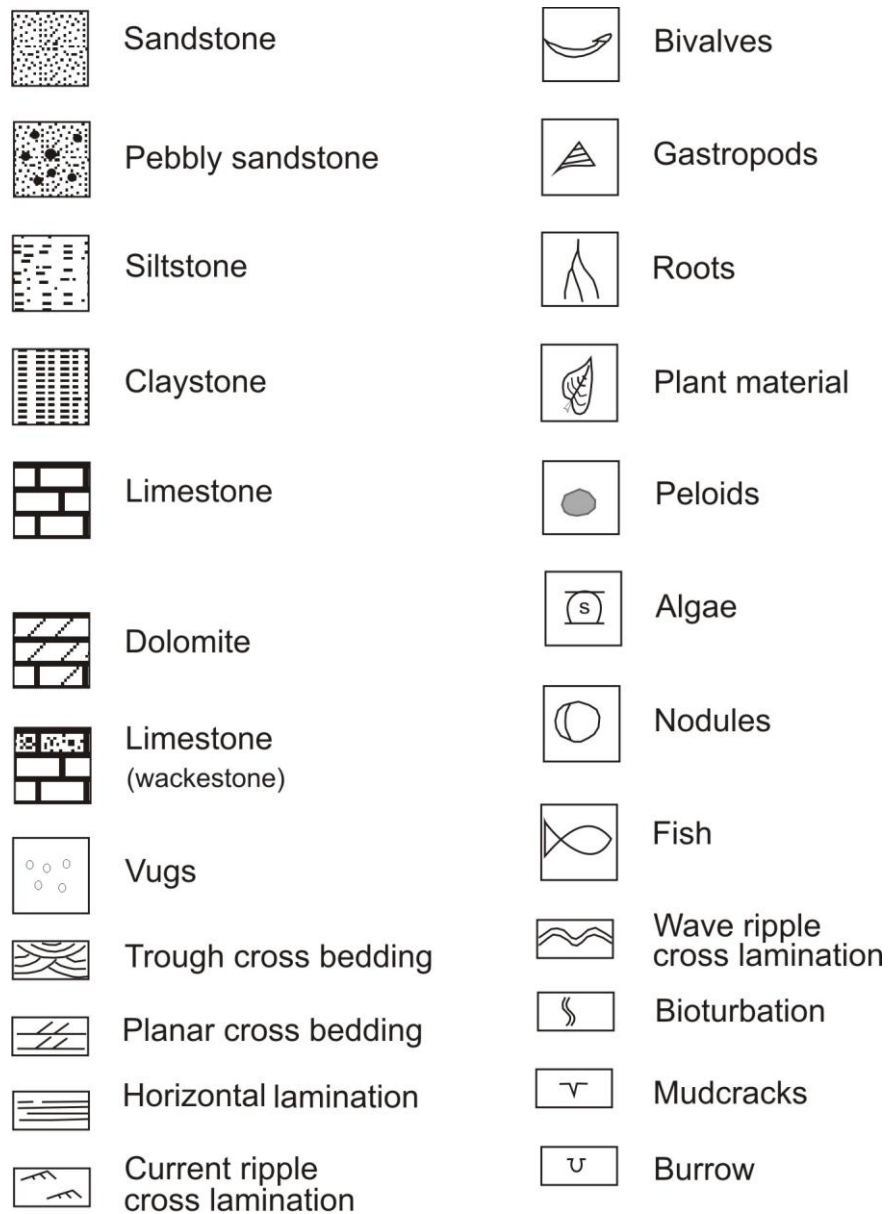 Sandstone
Pebbly sandstone
Siltstone
Claystone
Limestone
Dolomite
Limestone
(wackestone)
Vugs
Trough cross bedding
Planar cross bedding
Horizontal lamination
Current ripple
cross lamination
Bivalves
Gastropods
Roots
Plant material
Peloids
s
Algae
Nodules
Fish
Wave ripple
cross lamination
Bioturbation
Mudcracks
Burrow